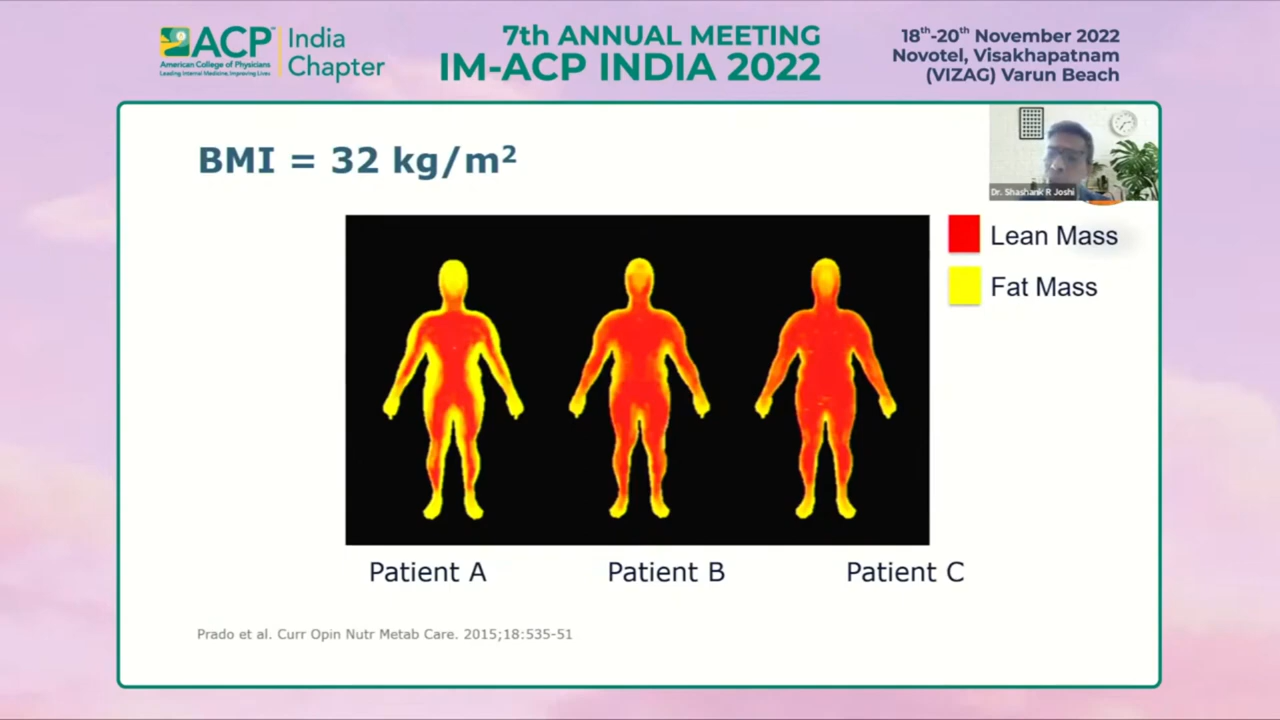 ACP
American College of Physicians
Leading Internal Medicine, Improving Lives
India
Chapter
7th ANNUAL MEETING
IM-ACP INDIA 2022
18th-20th November 2022
Novotel, Visakhapatnam
(VIZAG) Varun Beach
BMI = 32 kg/m²
Dr. Shashank R Joshi
Lean Mass
Fat Mass
Patient A
Patient B
Patient C
Prado et al. Curr Opin Nutr Metab Care. 2015;18:535-51